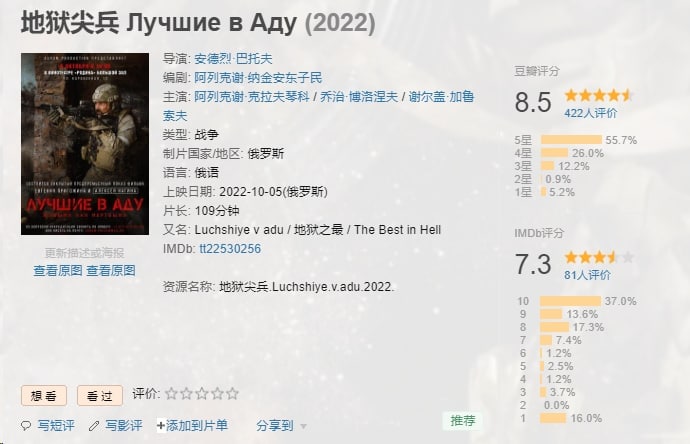 地狱尖兵 Лучшие в Аду (2022)
ЛУЧШИЕ В АДУ
更新描述或海报
查看原图 查看原图
导演: 安德烈·巴托夫
编剧: 阿列克谢·纳金安东子民
主演: 阿列克谢·克拉夫琴科 / 乔治·博洛涅夫 / 谢尔盖·加鲁
索夫
类型: 战争
制片国家/地区: 俄罗斯
语言: 俄语
上映日期: 2022-10-05(俄罗斯)
片长: 109分钟
又名: Luchshiye v adu / 地狱之最 / The Best in Hell
IMDb: tt22530256
资源名称: 地狱尖兵.Luchshiye.v.adu.2022.
豆瓣评分
8.5
422人评价
5星 55.7%
4星 26.0%
3星 12.2%
2星 0.9%
1星 5.2%
IMDb评分
7.3
81人评价
10 37.0%
9 13.6%
8 17.3%
7 7.4%
6 1.2%
5 2.5%
4 1.2%
3 3.7%
2 0.0%
1 16.0%
想看 看过 评价:
写短评 写影评 +添加到片单 分享到 推荐